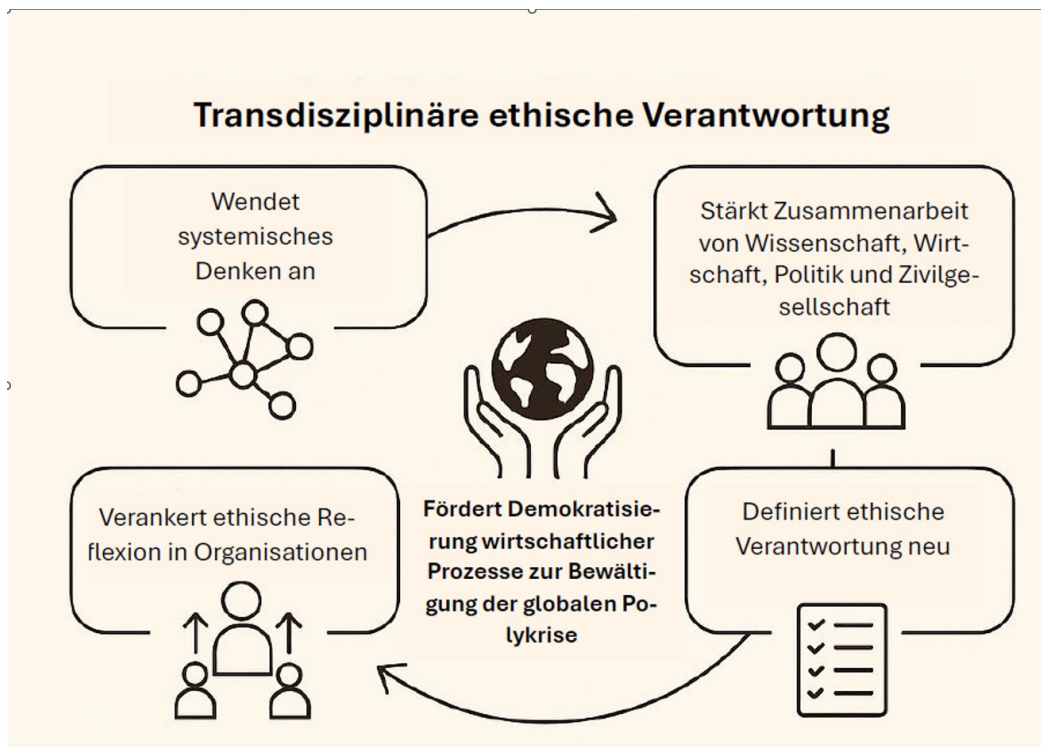 Transdisziplinäre ethische Verantwortung
Wendet
systemisches
Denken an
Stärkt Zusammenarbeit
von Wissenschaft, Wirt-
schaft, Politik und Zivilge-
sellschaft
Verankert ethische Re-
flexion in Organisationen
Fördert Demokratisie-
rung wirtschaftlicher
Prozesse zur Bewälti-
gung der globalen Po-
lykrise
Definiert ethische
Verantwortung neu